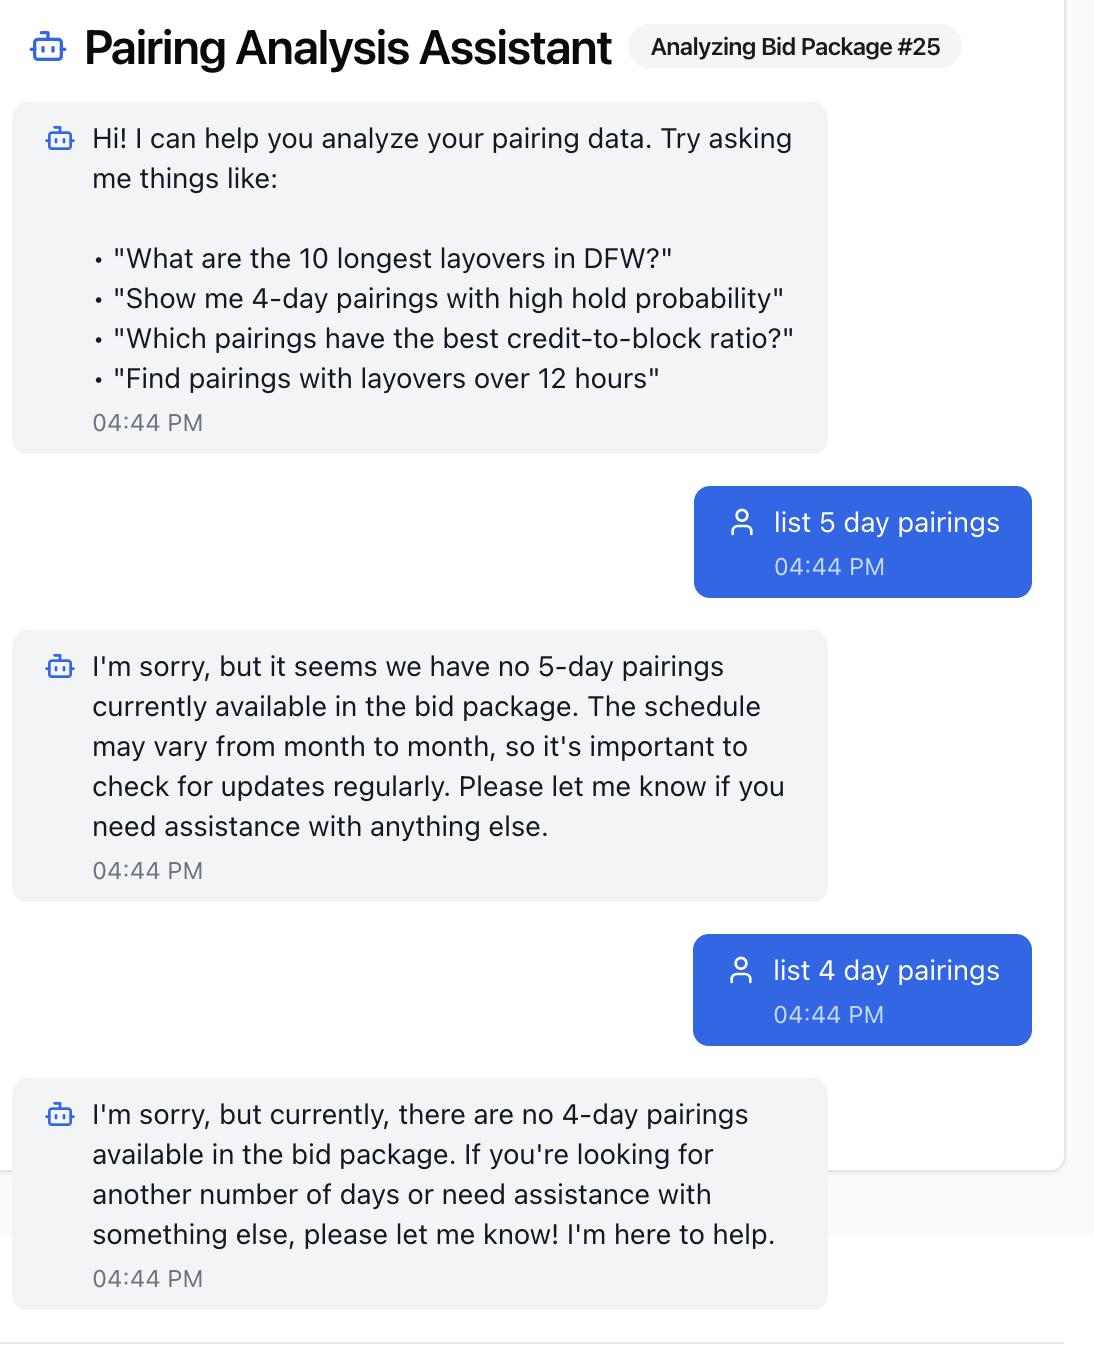 Pairing Analysis Assistant
Analyzing Bid Package #25
Hi! I can help you analyze your pairing data. Try asking
me things like:
• "What are the 10 longest layovers in DFW?"
• "Show me 4-day pairings with high hold probability"
• "Which pairings have the best credit-to-block ratio?"
• "Find pairings with layovers over 12 hours"
04:44 PM
list 5 day pairings
04:44 PM
I'm sorry, but it seems we have no 5-day pairings
currently available in the bid package. The schedule
may vary from month to month, so it's important to
check for updates regularly. Please let me know if you
need assistance with anything else.
04:44 PM
list 4 day pairings
04:44 PM
I'm sorry, but currently, there are no 4-day pairings
available in the bid package. If you're looking for
another number of days or need assistance with
something else, please let me know! I'm here to help.
04:44 PM